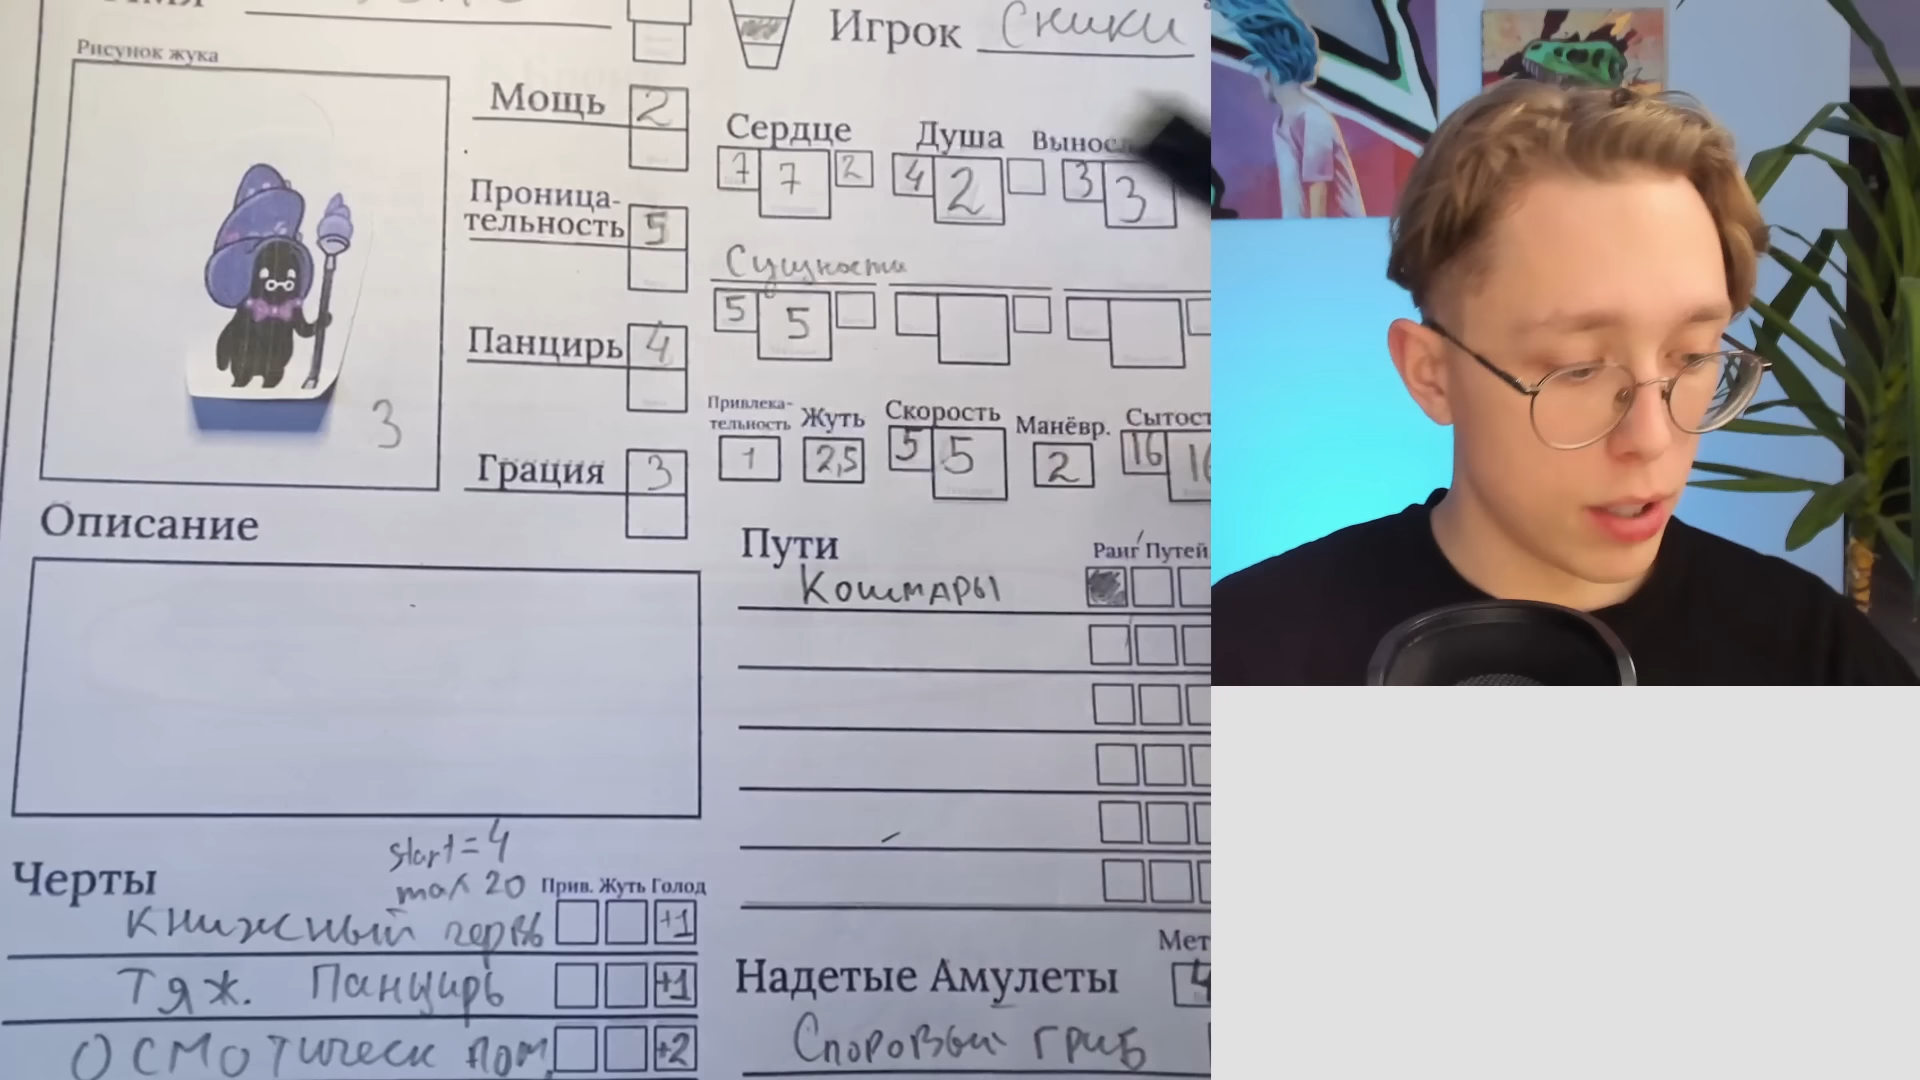 Игрок Сники
Рисунок жука
Мощь 2
Проница-
тельность 5
Панцирь 4
Грация 3
3
Сердце Душа
7 7 2 4 2 3 3
Сущности
5 5
Привлека-
тельность Жуть Скорость Манёвр.
1 2,5 5 5 2 16
Описание
Пути Ранг Путей
Кошмары
start = 4
max 20
Черты Прив. Жуть Голод
Книжный червь +1
Тяж. Панцирь +1
Осмотическ +2
Надетые Амулеты
4
Споровый гриб